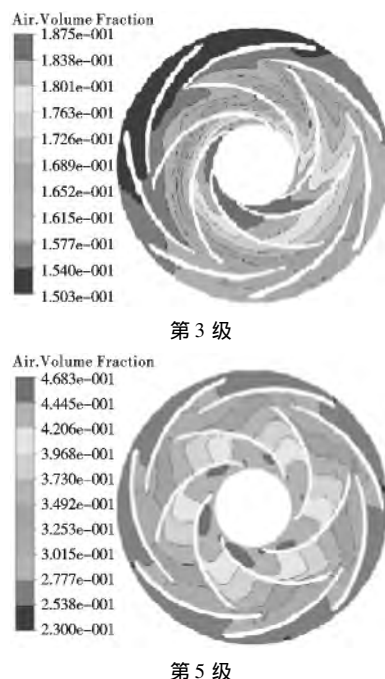 Air.Volume Fraction
1.875e-001
1.838e-001
1.801e-001
1.763e-001
1.726e-001
1.689e-001
1.652e-001
1.615e-001
1.577e-001
1.540e-001
1.503e-001
第3级
Air.Volume Fraction
4.683e-001
4.445e-001
4.206e-001
3.968e-001
3.730e-001
3.492e-001
3.253e-001
3.015e-001
2.777e-001
2.538e-001
2.300e-001
第5级